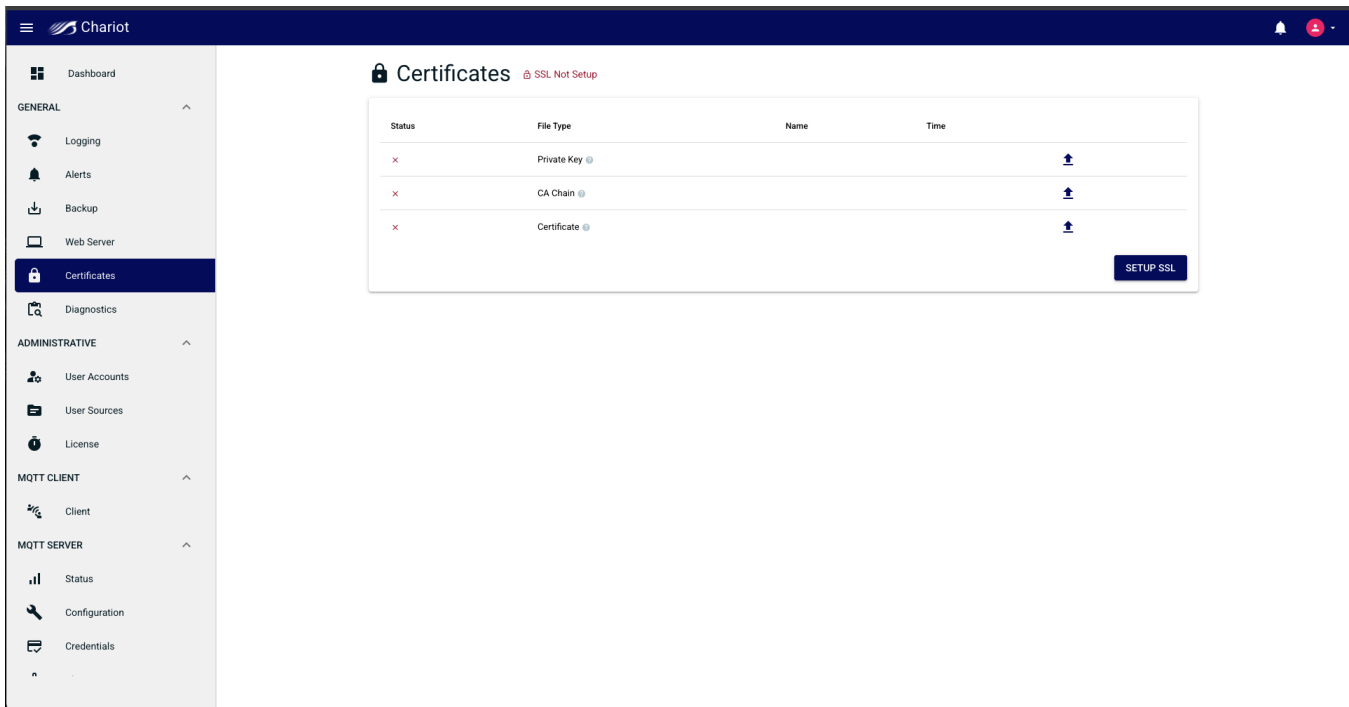 Chariot
Dashboard
GENERAL
Logging
Alerts
Backup
Web Server
Certificates
Diagnostics
ADMINISTRATIVE
User Accounts
User Sources
License
MQTT CLIENT
Client
MQTT SERVER
Status
Configuration
Credentials
Certificates SSL Not Setup
Status File Type Name Time
Private Key
CA Chain
Certificate
SETUP SSL